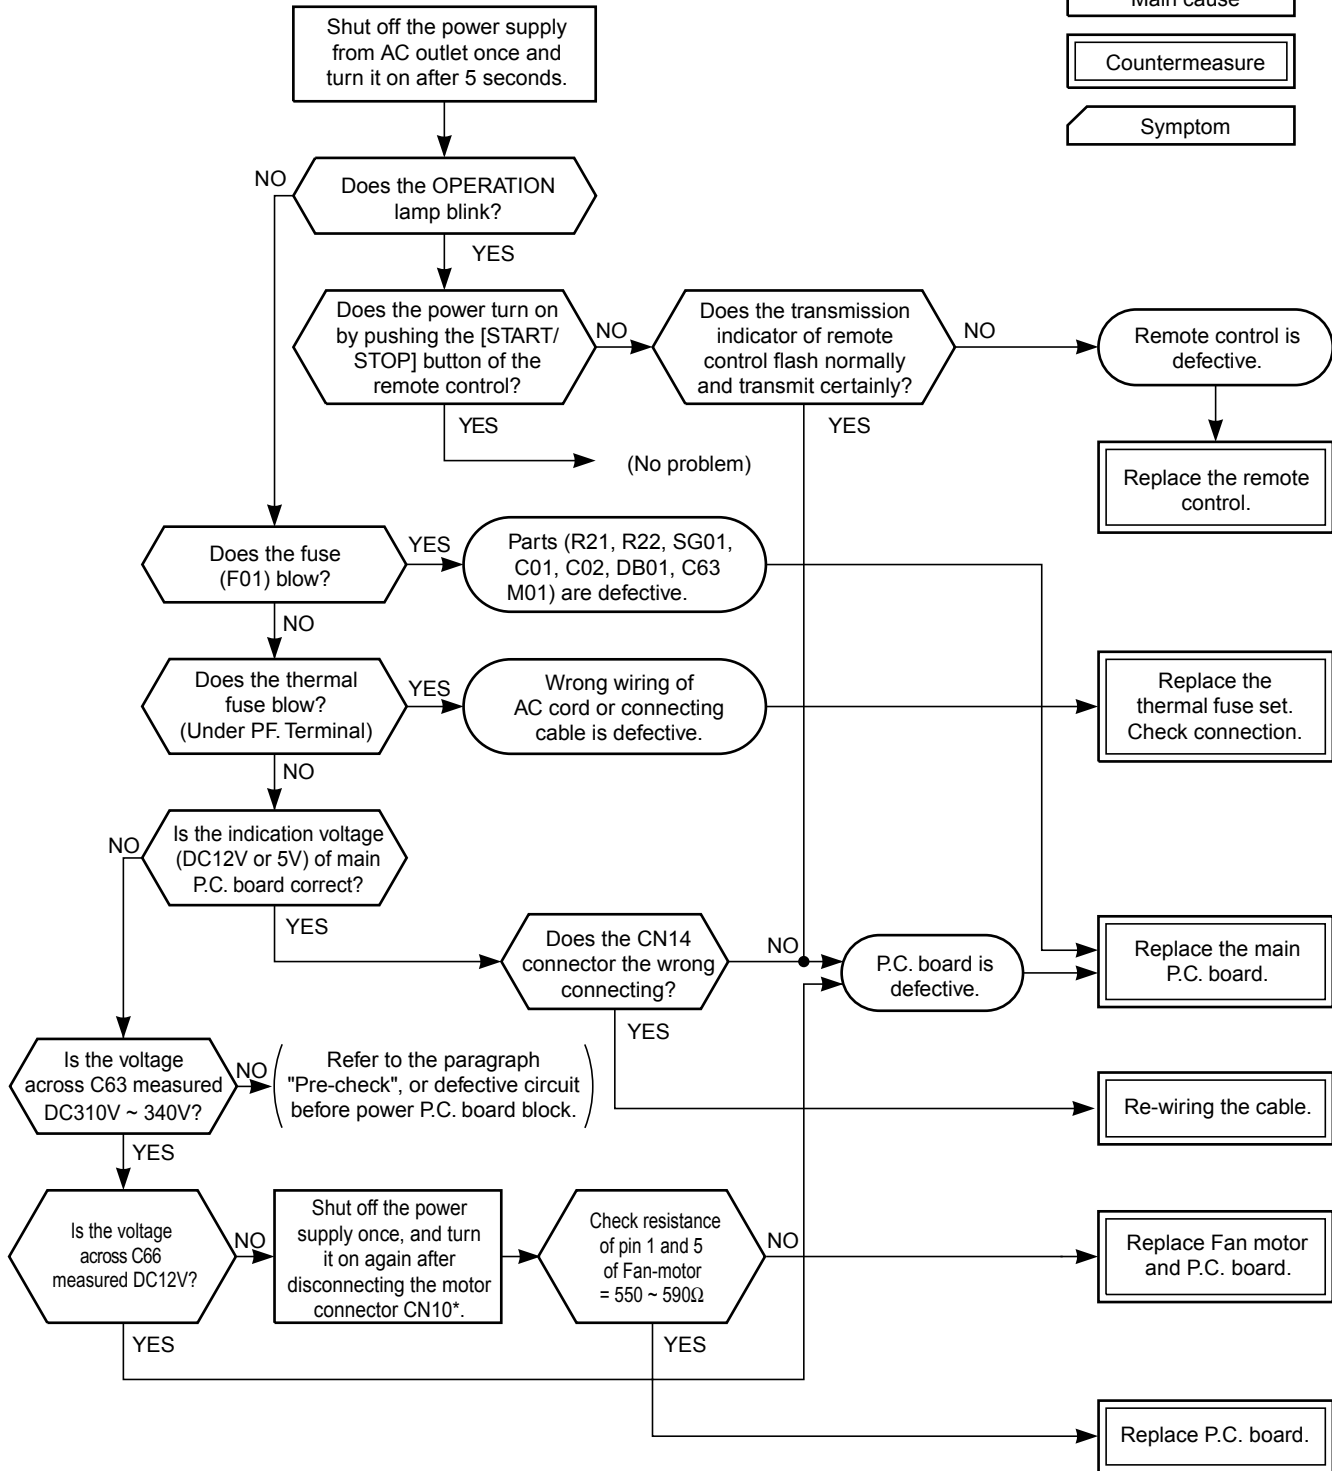 Main cause
Countermeasure
Symptom
Shut off the power supply
from AC outlet once and
turn it on after 5 seconds.
NO
Does the OPERATION
lamp blink?
YES
Does the power turn on
by pushing the [START/
STOP] button of the
remote control?
NO
Does the transmission
indicator of remote
control flash normally
and transmit certainly?
NO
Remote control is
defective.
YES
YES
(No problem)
Replace the remote
control.
Does the fuse
(F01) blow?
YES
Parts (R21, R22, SG01,
C01, C02, DB01, C63
M01) are defective.
NO
Does the thermal
fuse blow?
(Under PF. Terminal)
YES
Wrong wiring of
AC cord or connecting
cable is defective.
Replace the
thermal fuse set.
Check connection.
NO
NO
Is the indication voltage
(DC12V or 5V) of main
P.C. board correct?
YES
Does the CN14
connector the wrong
connecting?
NO
P.C. board is
defective.
Replace the main
P.C. board.
YES
Is the voltage
across C63 measured
DC310V ~ 340V?
NO
Refer to the paragraph
"Pre-check", or defective circuit
before power P.C. board block.
Re-wiring the cable.
YES
Is the voltage
across C66
measured DC12V?
NO
Shut off the power
supply once, and turn
it on again after
disconnecting the motor
connector CN10*.
Check resistance
of pin 1 and 5
of Fan-motor
= 550 ~ 590Ω
NO
Replace Fan motor
and P.C. board.
YES
YES
Replace P.C. board.